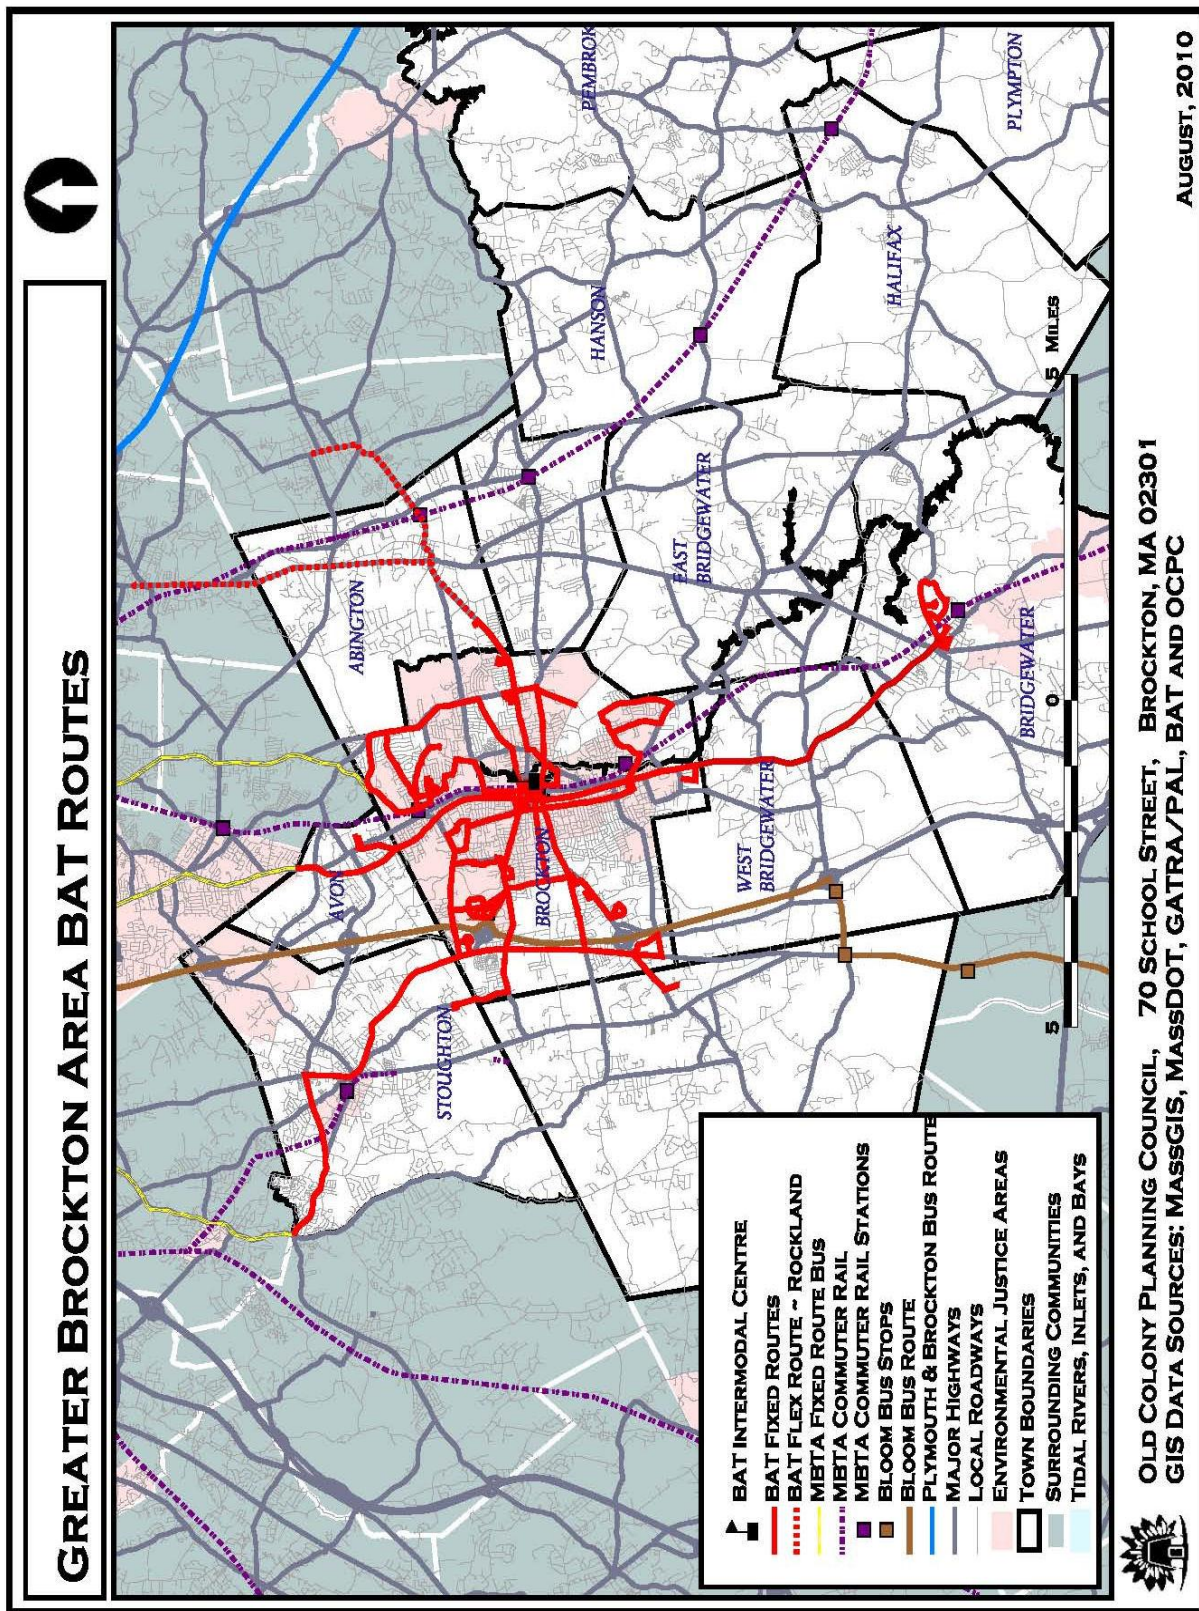 GREATER BROCKTON AREA BAT ROUTES
STOUGHTON
AVON
ABINGTON
BROCKTON
WEST
BRIDGEWATER
EAST
BRIDGEWATER
BRIDGEWATER
HANSON
PEMBROK
HALIFAX
PLYMPTON
BAT INTERMODAL CENTRE
BAT FIXED ROUTES
BAT FLEX ROUTE ~ ROCKLAND
MBTA FIXED ROUTE BUS
MBTA COMMUTER RAIL
MBTA COMMUTER RAIL STATIONS
BLOOM BUS STOPS
BLOOM BUS ROUTE
PLYMOUTH & BROCKTON BUS ROUTE
MAJOR HIGHWAYS
LOCAL ROADWAYS
ENVIRONMENTAL JUSTICE AREAS
TOWN BOUNDARIES
SURROUNDING COMMUNITIES
TIDAL RIVERS, INLETS, AND BAYS
5 0 5 MILES
OLD COLONY PLANNING COUNCIL, 70 SCHOOL STREET, BROCKTON, MA 02301
GIS DATA SOURCES: MASSGIS, MASSDOT, GATRA/PAL, BAT AND OCPC
AUGUST, 2010